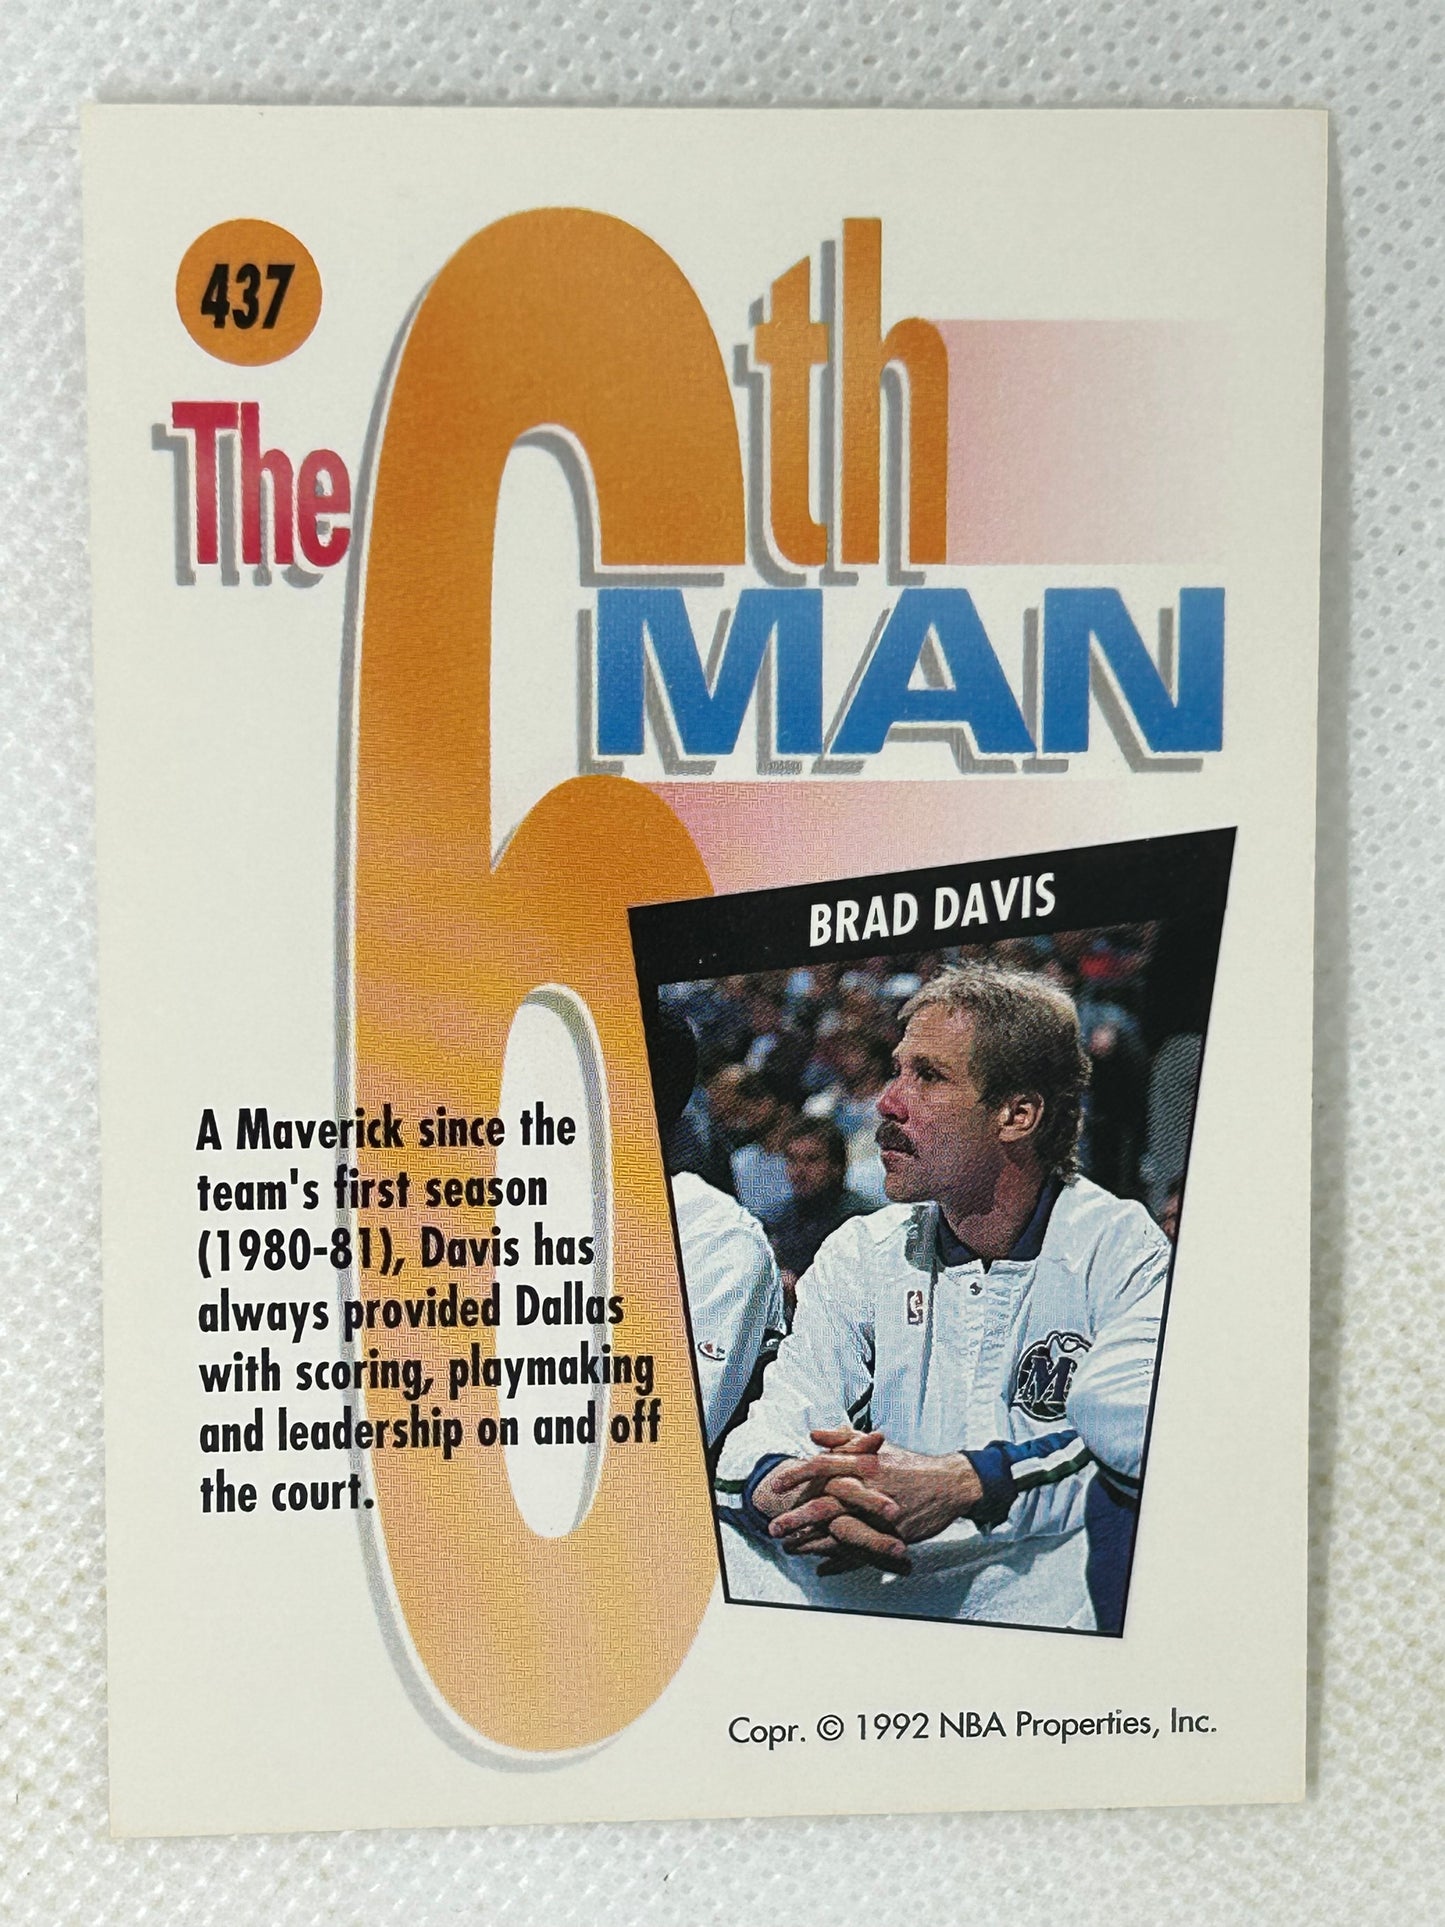 437
The 6th
MAN
BRAD DAVIS
A Maverick since the
team's first season
(1980-81), Davis has
always provided Dallas
with scoring, playmaking
and leadership on and off
the court.
M
Copr. © 1992 NBA Properties, Inc.